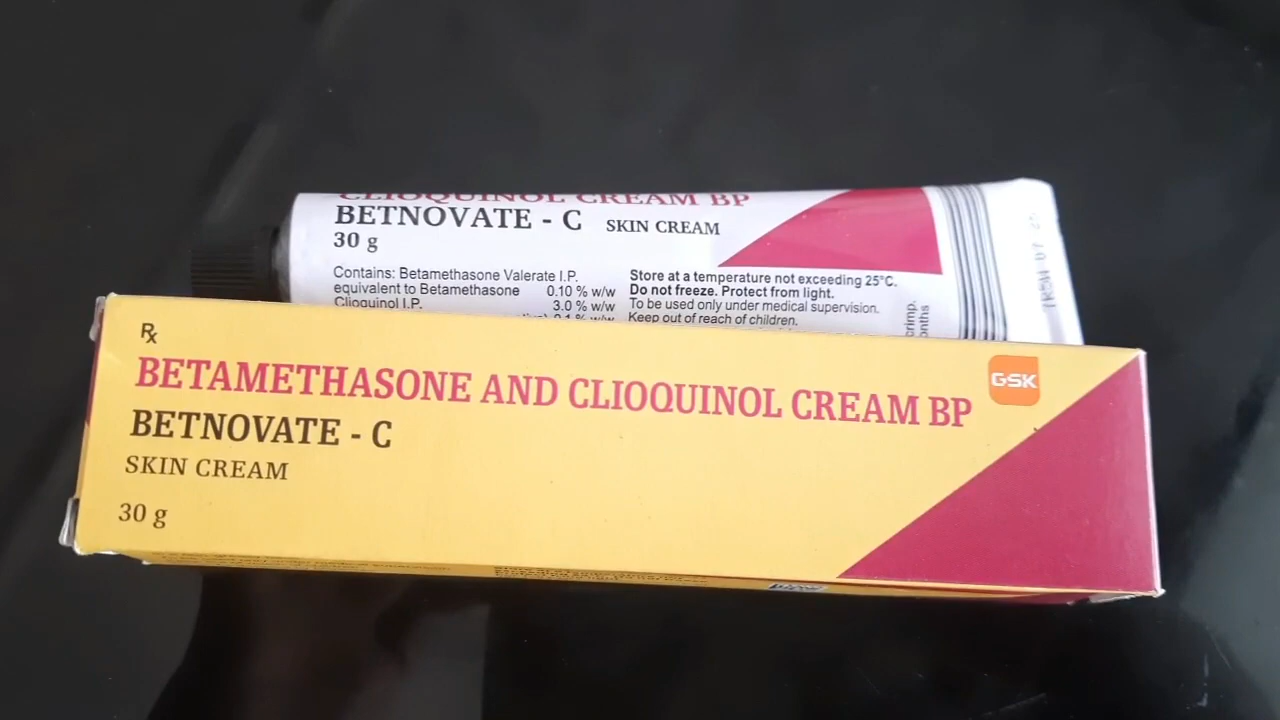 CLIOQUINOL CREAM BP
BETNOVATE - C SKIN CREAM
30 g
Contains: Betamethasone Valerate I.P.
equivalent to Betamethasone 0.10 % w/w
Clioquinol I.P. 3.0 % w/w
Store at a temperature not exceeding 25°C.
Do not freeze. Protect from light.
To be used only under medical supervision.
Keep out of reach of children.
crimp.
Rx
BETAMETHASONE AND CLIOQUINOL CREAM BP
GSK
BETNOVATE - C
SKIN CREAM
30 g